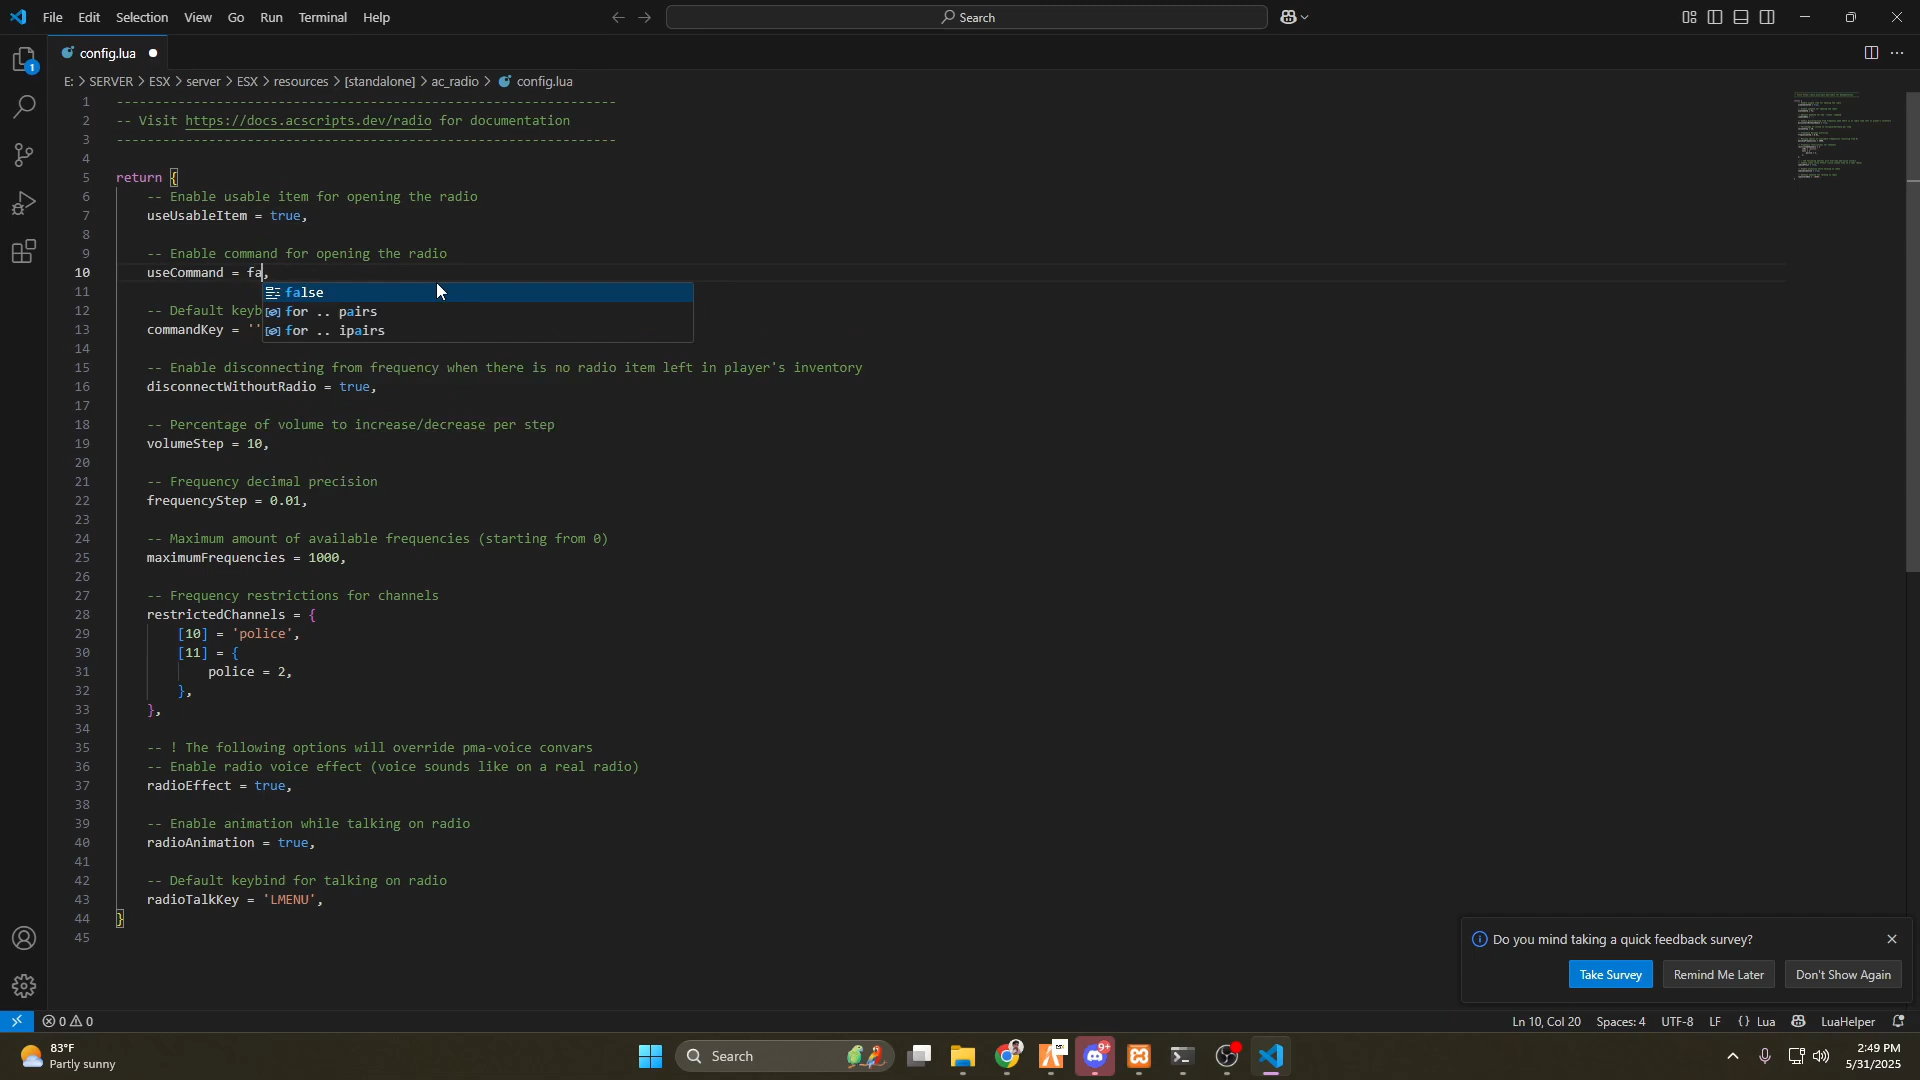 File Edit Selection View Go Run Terminal Help
Search
config.lua
E: > SERVER > ESX > server > ESX > resources > [standalone] > ac_radio > config.lua
1 ----------------------------------------------------------------
2 -- Visit https://docs.acscripts.dev/radio for documentation
3 ----------------------------------------------------------------
4
5 return {
6 -- Enable usable item for opening the radio
7 useUsableItem = true,
8
9 -- Enable command for opening the radio
10 useCommand = fa,
false
11
for .. pairs
12 -- Default keyb
for .. ipairs
13 commandKey = ''
14
15 -- Enable disconnecting from frequency when there is no radio item left in player's inventory
16 disconnectWithoutRadio = true,
17
18 -- Percentage of volume to increase/decrease per step
19 volumeStep = 10,
20
21 -- Frequency decimal precision
22 frequencyStep = 0.01,
23
24 -- Maximum amount of available frequencies (starting from 0)
25 maximumFrequencies = 1000,
26
27 -- Frequency restrictions for channels
28 restrictedChannels = {
29 [10] = 'police',
30 [11] = {
31 police = 2,
32 },
33 },
34
35 -- ! The following options will override pma-voice convars
36 -- Enable radio voice effect (voice sounds like on a real radio)
37 radioEffect = true,
38
39 -- Enable animation while talking on radio
40 radioAnimation = true,
41
42 -- Default keybind for talking on radio
43 radioTalkKey = 'LMENU',
44 }
45
Do you mind taking a quick feedback survey?
Take Survey Remind Me Later Don't Show Again
0 0 Ln 10, Col 20 Spaces: 4 UTF-8 LF {} Lua LuaHelper
83°F
Partly sunny
Search
9+
2:49 PM
5/31/2025